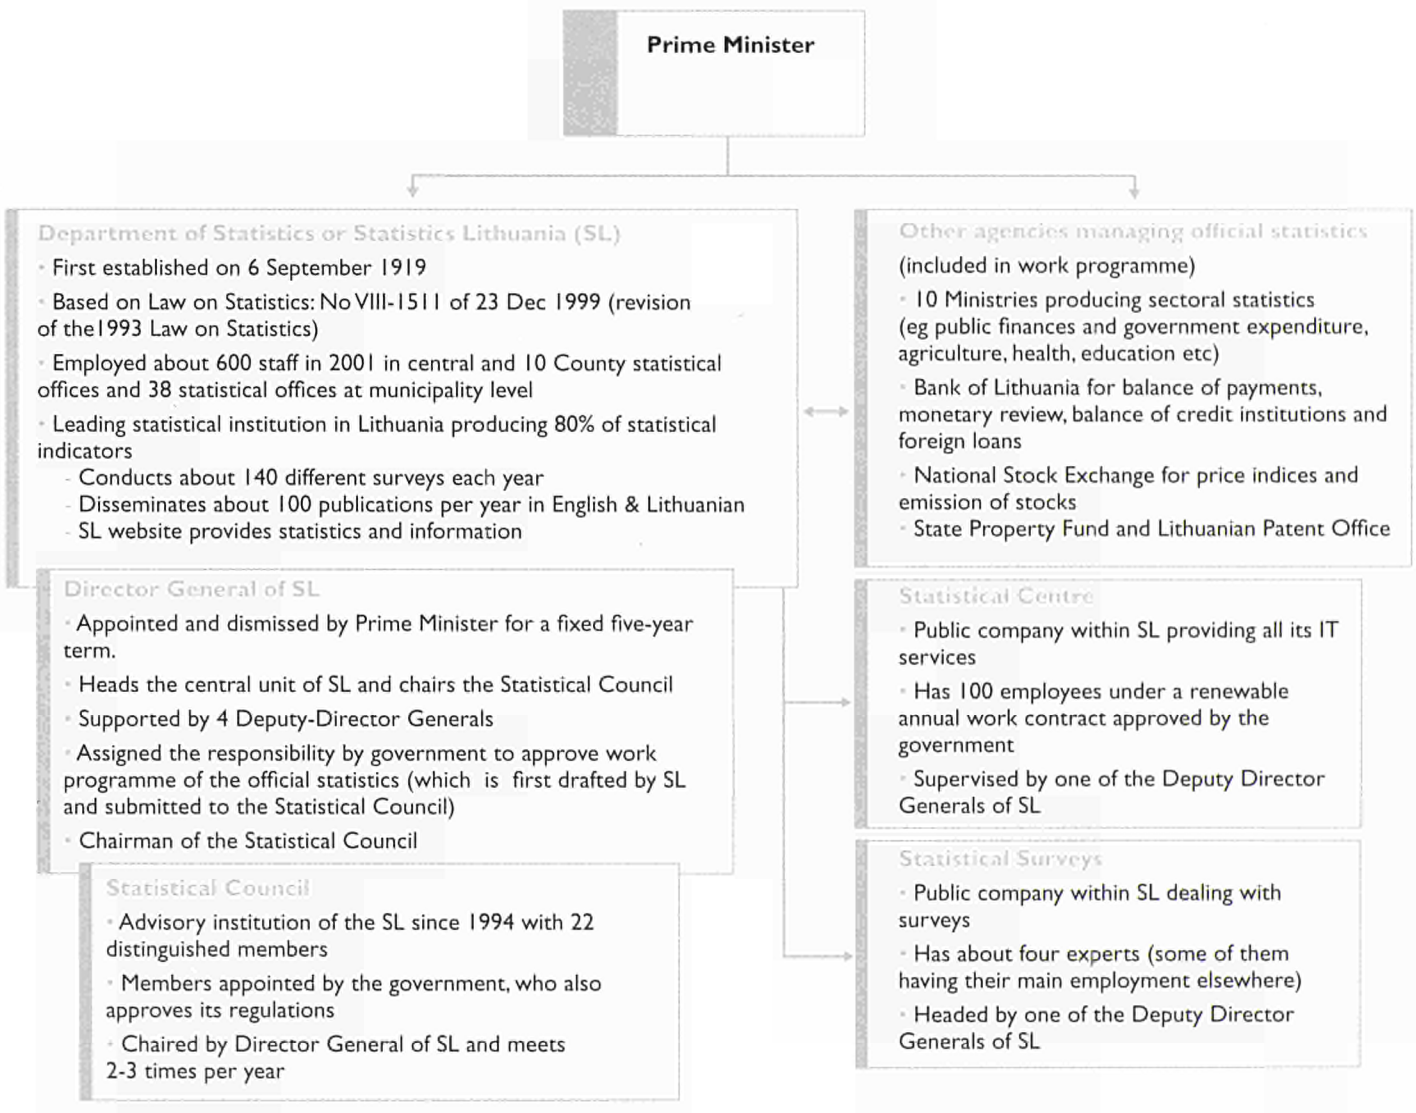 Prime Minister
Department of Statistics or Statistics Lithuania (SL)
· First established on 6 September 1919
· Based on Law on Statistics: No VIII-1511 of 23 Dec 1999 (revision
of the1993 Law on Statistics)
· Employed about 600 staff in 2001 in central and 10 County statistical
offices and 38 statistical offices at municipality level
· Leading statistical institution in Lithuania producing 80% of statistical
indicators
- Conducts about 140 different surveys each year
- Disseminates about 100 publications per year in English & Lithuanian
- SL website provides statistics and information
Director General of SL
· Appointed and dismissed by Prime Minister for a fixed five-year
term.
· Heads the central unit of SL and chairs the Statistical Council
· Supported by 4 Deputy-Director Generals
· Assigned the responsibility by government to approve work
programme of the official statistics (which is first drafted by SL
and submitted to the Statistical Council)
· Chairman of the Statistical Council
Statistical Council
· Advisory institution of the SL since 1994 with 22
distinguished members
· Members appointed by the government, who also
approves its regulations
· Chaired by Director General of SL and meets
2-3 times per year
Other agencies managing official statistics
(included in work programme)
· 10 Ministries producing sectoral statistics
(eg public finances and government expenditure,
agriculture, health, education etc)
· Bank of Lithuania for balance of payments,
monetary review, balance of credit institutions and
foreign loans
· National Stock Exchange for price indices and
emission of stocks
· State Property Fund and Lithuanian Patent Office
Statistical Centre
· Public company within SL providing all its IT
services
· Has 100 employees under a renewable
annual work contract approved by the
government
· Supervised by one of the Deputy Director
Generals of SL
Statistical Surveys
· Public company within SL dealing with
surveys
· Has about four experts (some of them
having their main employment elsewhere)
· Headed by one of the Deputy Director
Generals of SL